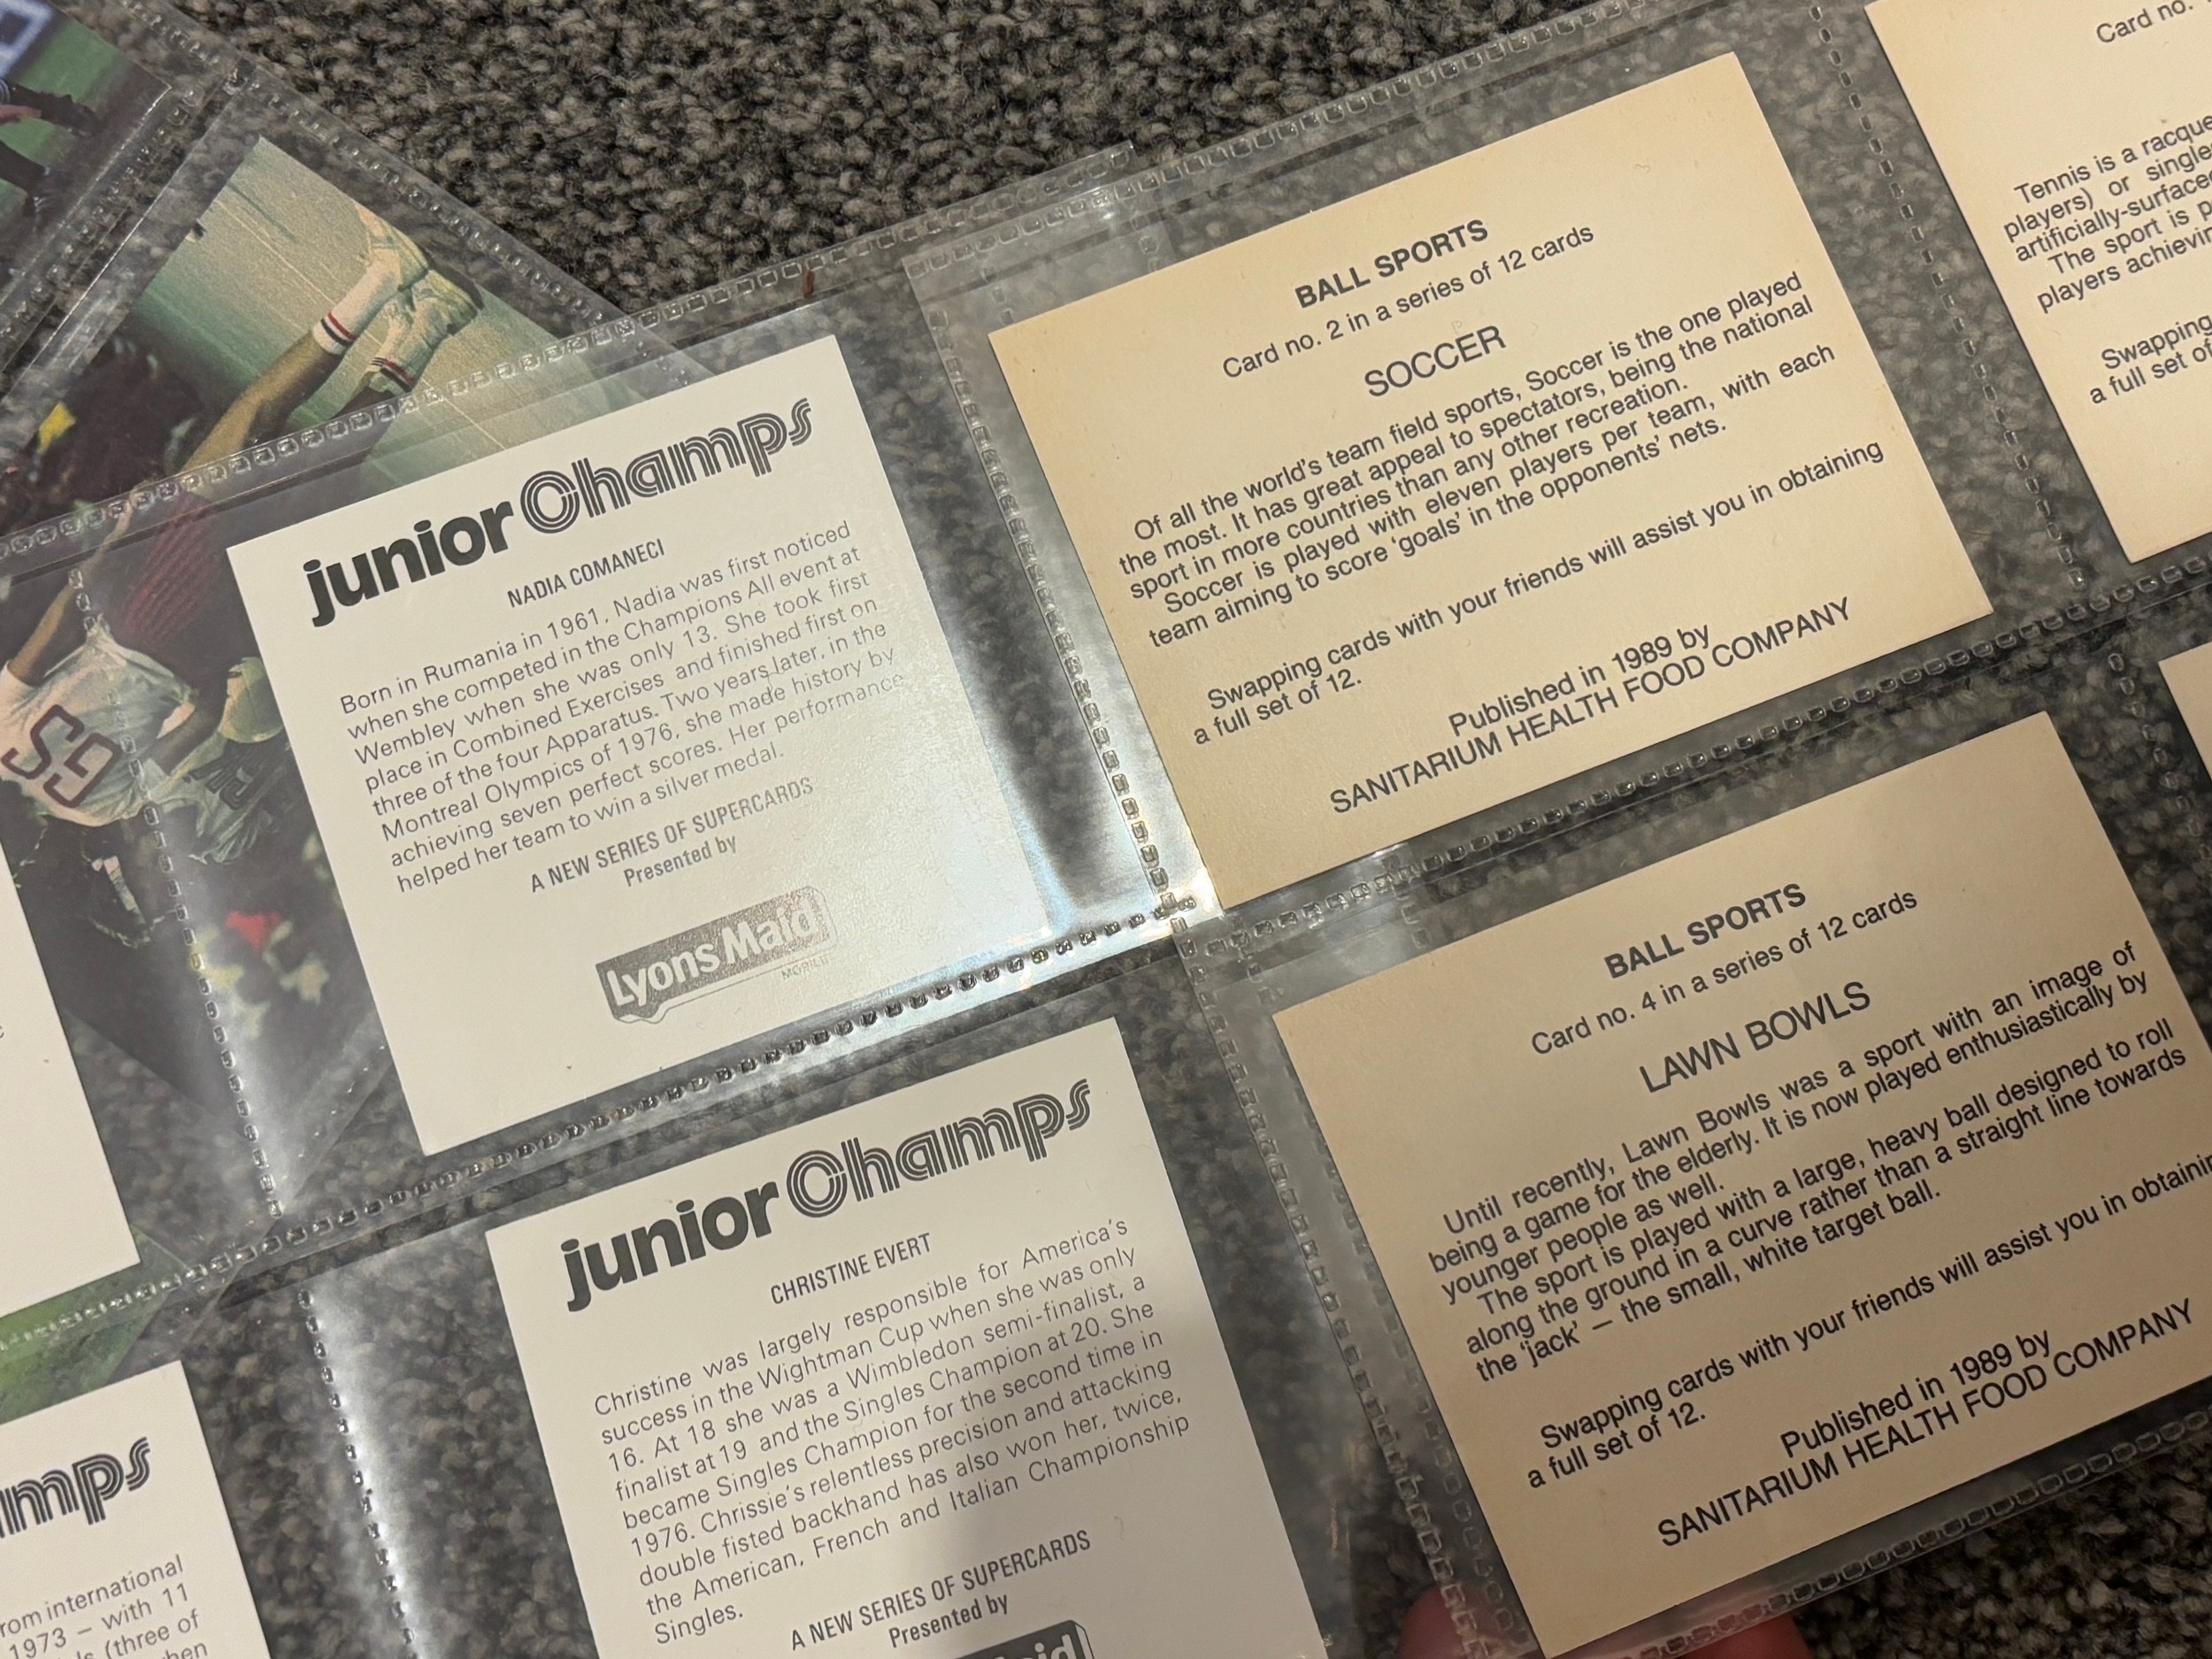 junior Champs
NADIA COMANECI
Born in Rumania in 1961, Nadia was first noticed
when she competed in the Champions All event at
Wembley when she was only 13. She took first
place in Combined Exercises and finished first on
three of the four Apparatus. Two years later, in the
Montreal Olympics of 1976, she made history by
achieving seven perfect scores. Her performance
helped her team to win a silver medal.
A NEW SERIES OF SUPERCARDS
Presented by
LyonsMaid
MOBILE
BALL SPORTS
Card no. 2 in a series of 12 cards
SOCCER
Of all the world's team field sports, Soccer is the one played
the most. It has great appeal to spectators, being the national
sport in more countries than any other recreation.
Soccer is played with eleven players per team, with each
team aiming to score 'goals' in the opponents' nets.
Swapping cards with your friends will assist you in obtaining
a full set of 12.
Published in 1989 by
SANITARIUM HEALTH FOOD COMPANY
Card no.
Tennis is a
players) or
artificially-surfaced
The sport is
players
Swapping
a full set of
junior Champs
CHRISTINE EVERT
Christine was largely responsible for America's
success in the Wightman Cup when she was only
16. At 18 she was a Wimbledon semi-finalist, a
finalist at 19 and the Singles Champion at 20. She
became Singles Champion for the second time in
1976. Chrissie's relentless precision and attacking
double fisted backhand has also won her, twice,
the American, French and Italian Championship
Singles.
A NEW SERIES OF SUPERCARDS
Presented by
BALL SPORTS
Card no. 4 in a series of 12 cards
LAWN BOWLS
Until recently, Lawn Bowls was a sport with an image of
being a game for the elderly. It is now played enthusiastically by
younger people as well.
The sport is played with a large, heavy ball designed to roll
along the ground in a curve rather than a straight line towards
the 'jack' – the small, white target ball.
Swapping cards with your friends will assist you in
a full set of 12.
Published in 1989 by
SANITARIUM HEALTH FOOD COMPANY
international
1973 – with 11
(three of
59